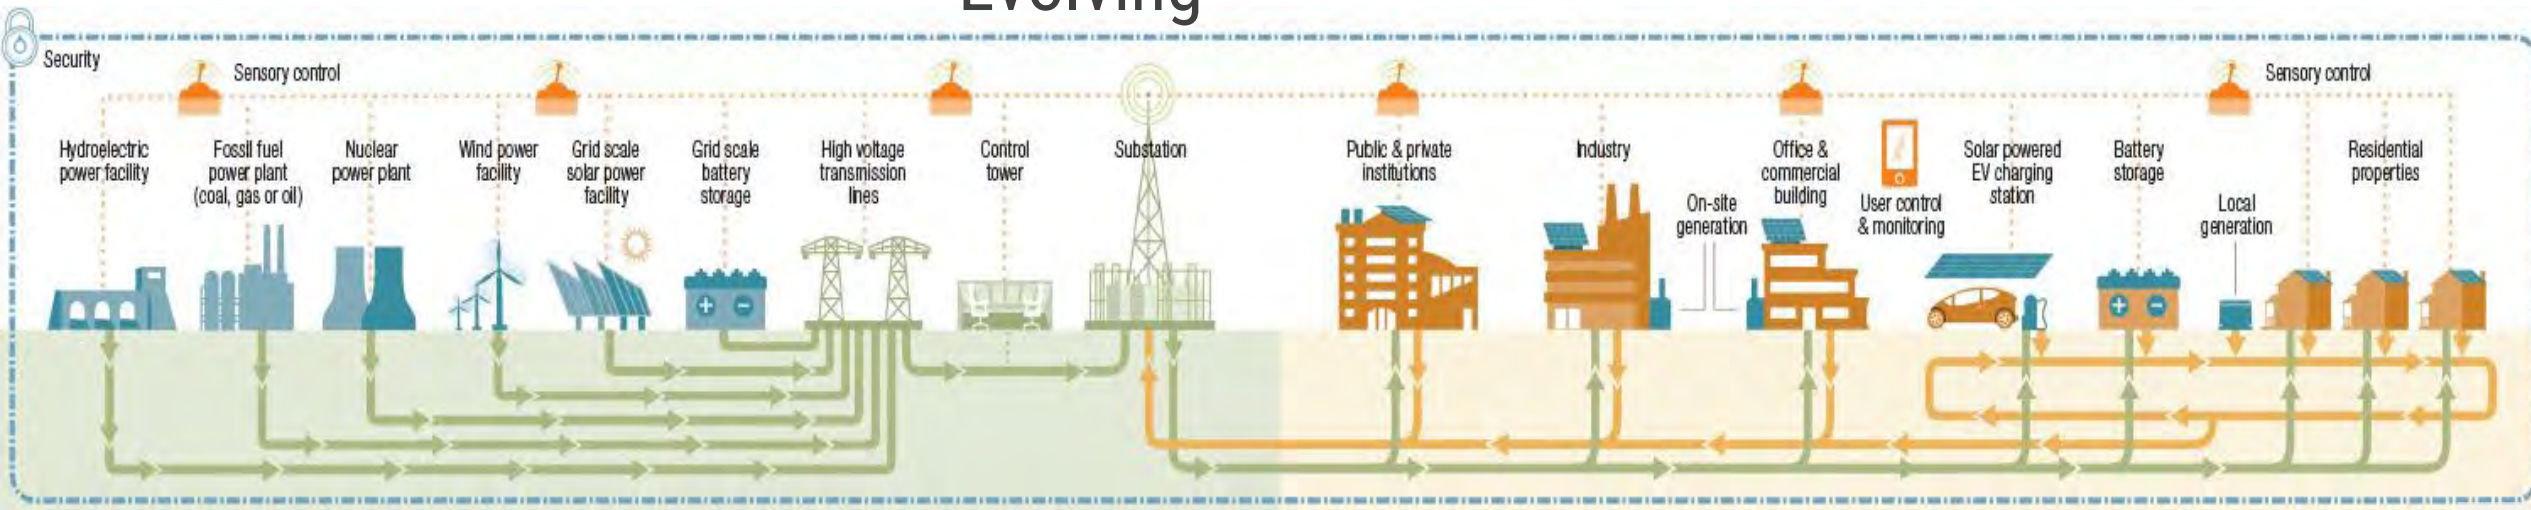 Evolving
Security
Sensory control
Sensory control
Hydroelectric
power facility
Fossil fuel
power plant
(coal, gas or oil)
Nuclear
power plant
Wind power
facility
Grid scale
solar power
facility
Grid scale
battery
storage
High voltage
transmission
lines
Control
tower
Substation
Public & private
institutions
Industry
On-site
generation
Office &
commercial
building
User control
& monitoring
Solar powered
EV charging
station
Battery
storage
Local
generation
Residential
properties